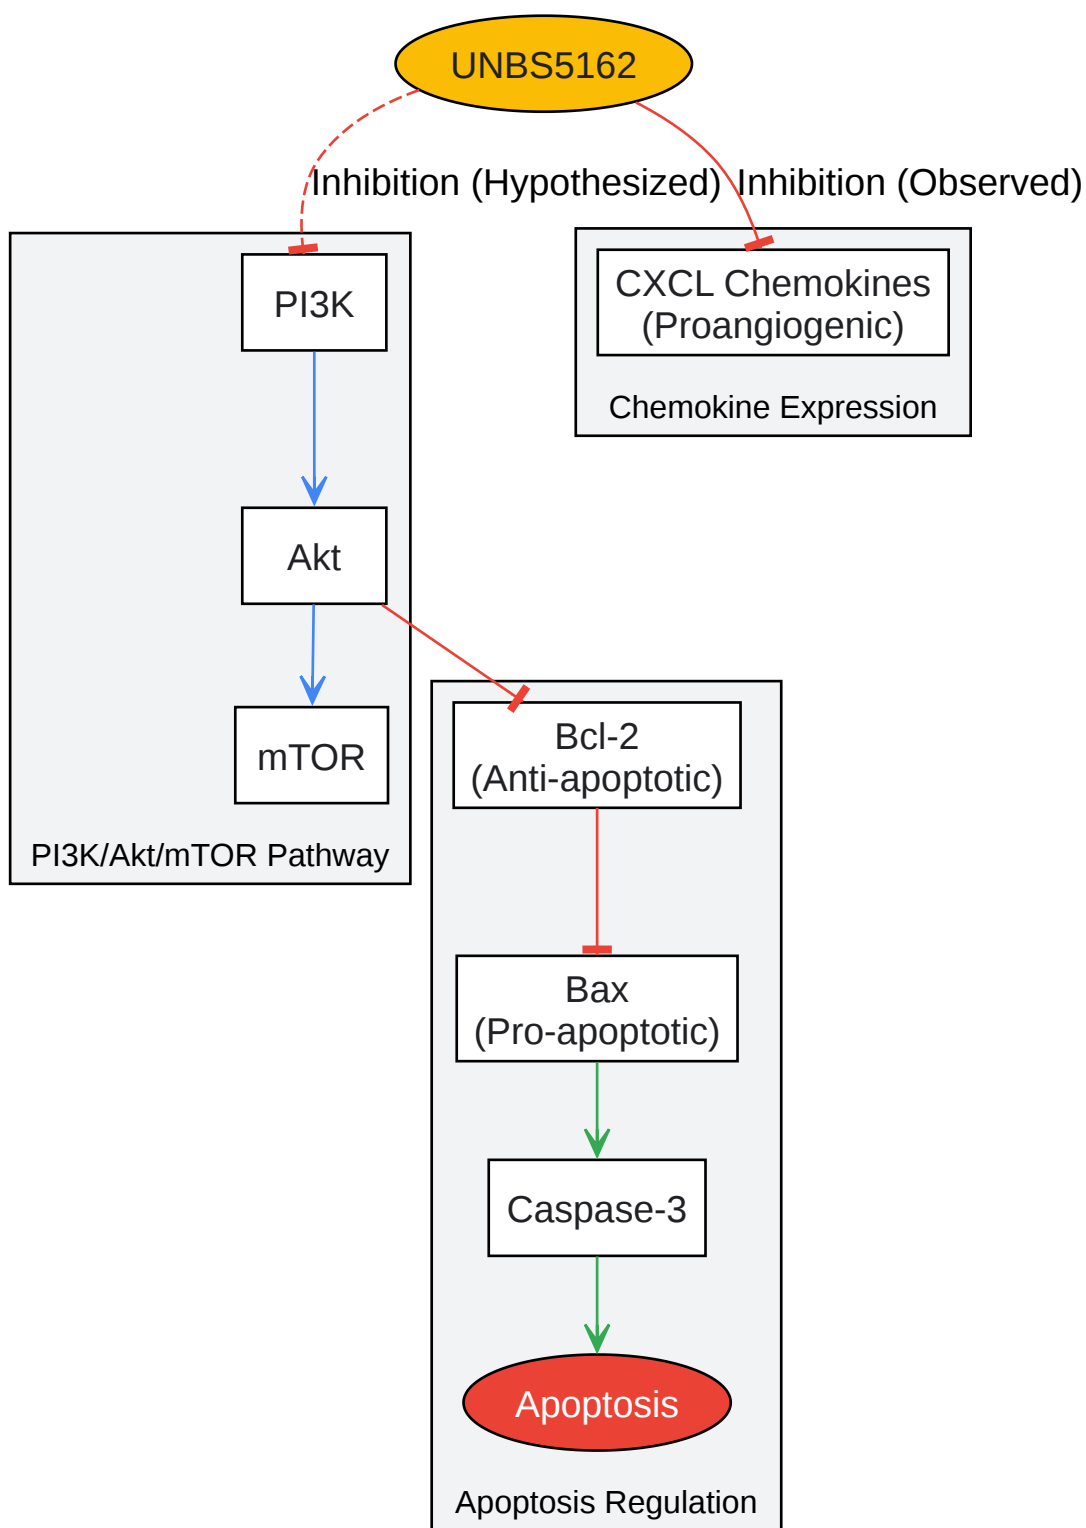 UNBS5162
Inhibition (Hypothesized)
Inhibition (Observed)
PI3K
CXCL Chemokines
(Proangiogenic)
Chemokine Expression
Akt
mTOR
PI3K/Akt/mTOR Pathway
Bcl-2
(Anti-apoptotic)
Bax
(Pro-apoptotic)
Caspase-3
Apoptosis
Apoptosis Regulation